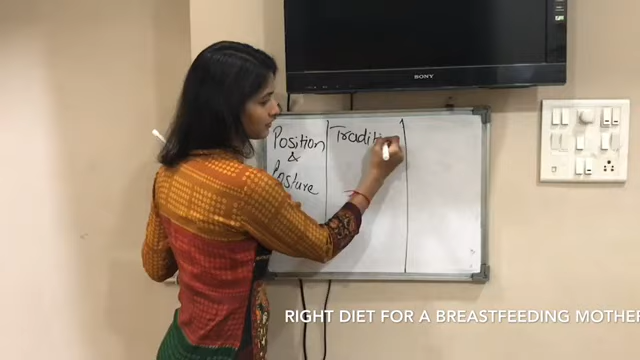 SONY
Position
&
Posture
Traditi
RIGHT DIET FOR A BREASTFEEDING MOTHER